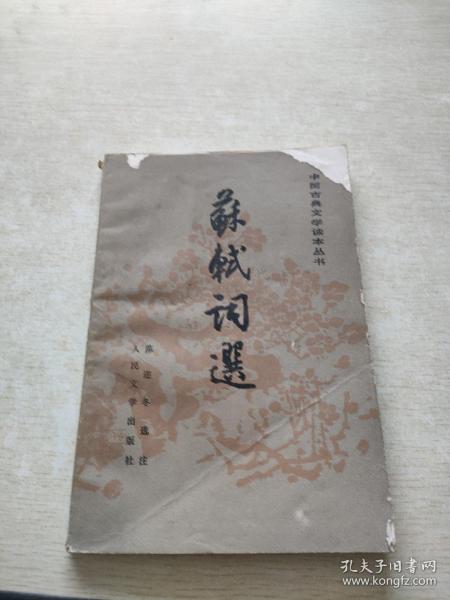 中国古典文学读本丛书
蘇軾词選
陈迩冬 选注
人民文学出版社
孔夫子旧书网
www.kongfz.com